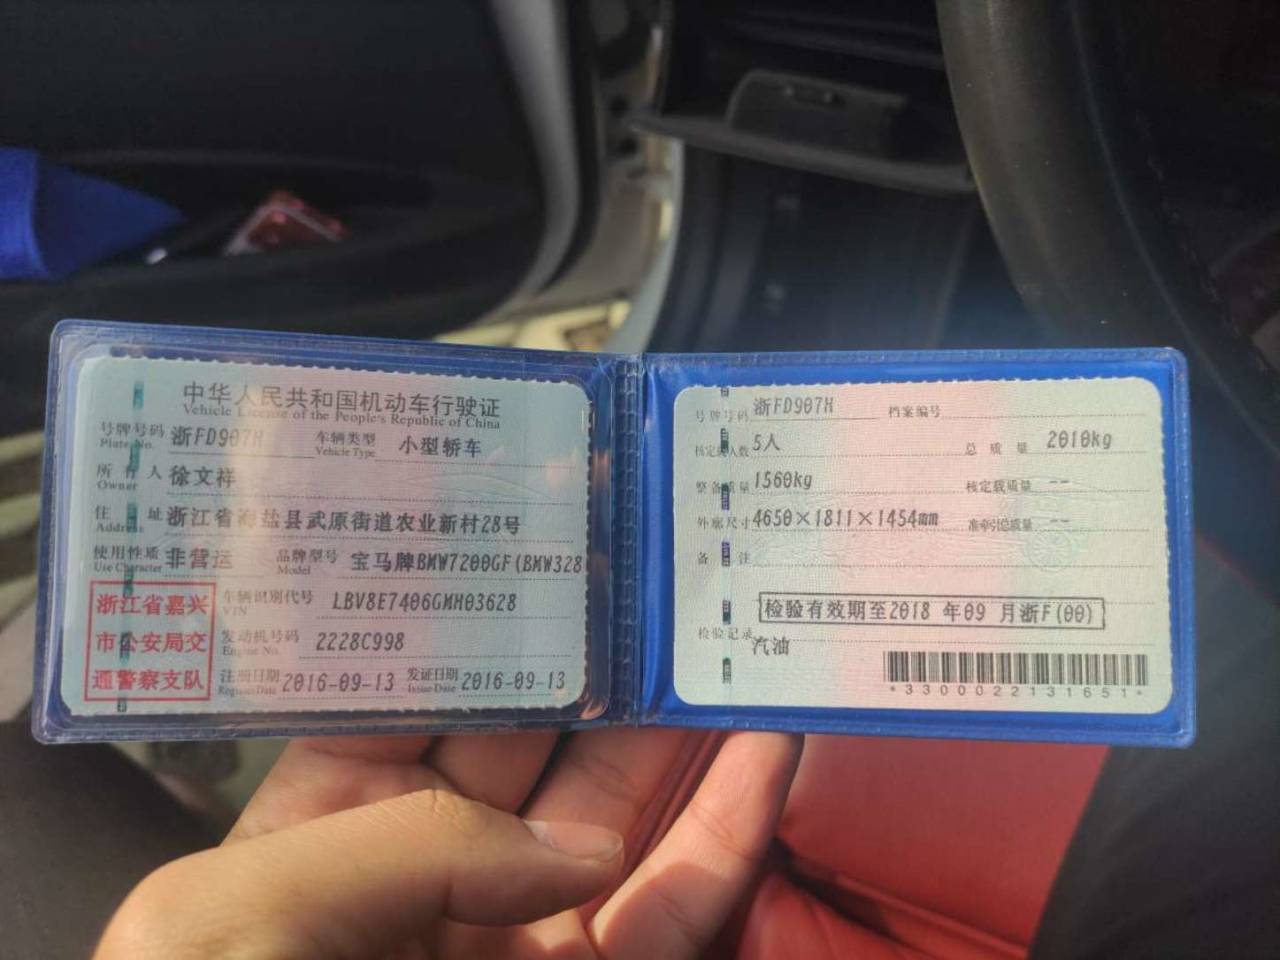 中华人民共和国机动车行驶证
Vehicle License of the People's Republic of China
号牌号码 浙FD907H 车辆类型 小型轿车
Plate No. Vehicle Type
所有人 徐文祥
Owner
住址 浙江省海盐县武原街道农业新村28号
Address
使用性质 非营运 品牌型号 宝马牌BMW7200GF(BMW328
Use Character Model
浙江省嘉兴
市公安局交
通警察支队
车辆识别代号 LBV8E7406GMH03628
VIN
发动机号码 2228C998
Engine No.
注册日期 2016-09-13 发证日期 2016-09-13
Register Date Issue Date
号牌号码 浙FD907H 档案编号
核定载人数 5人 总质量 2010kg
整备质量 1560kg 核定载质量 --
外廓尺寸 4650×1811×1454mm 准牵引总质量 --
备注
检验有效期至2018 年09 月浙F(00)
检验记录
汽油
*3300022131651*